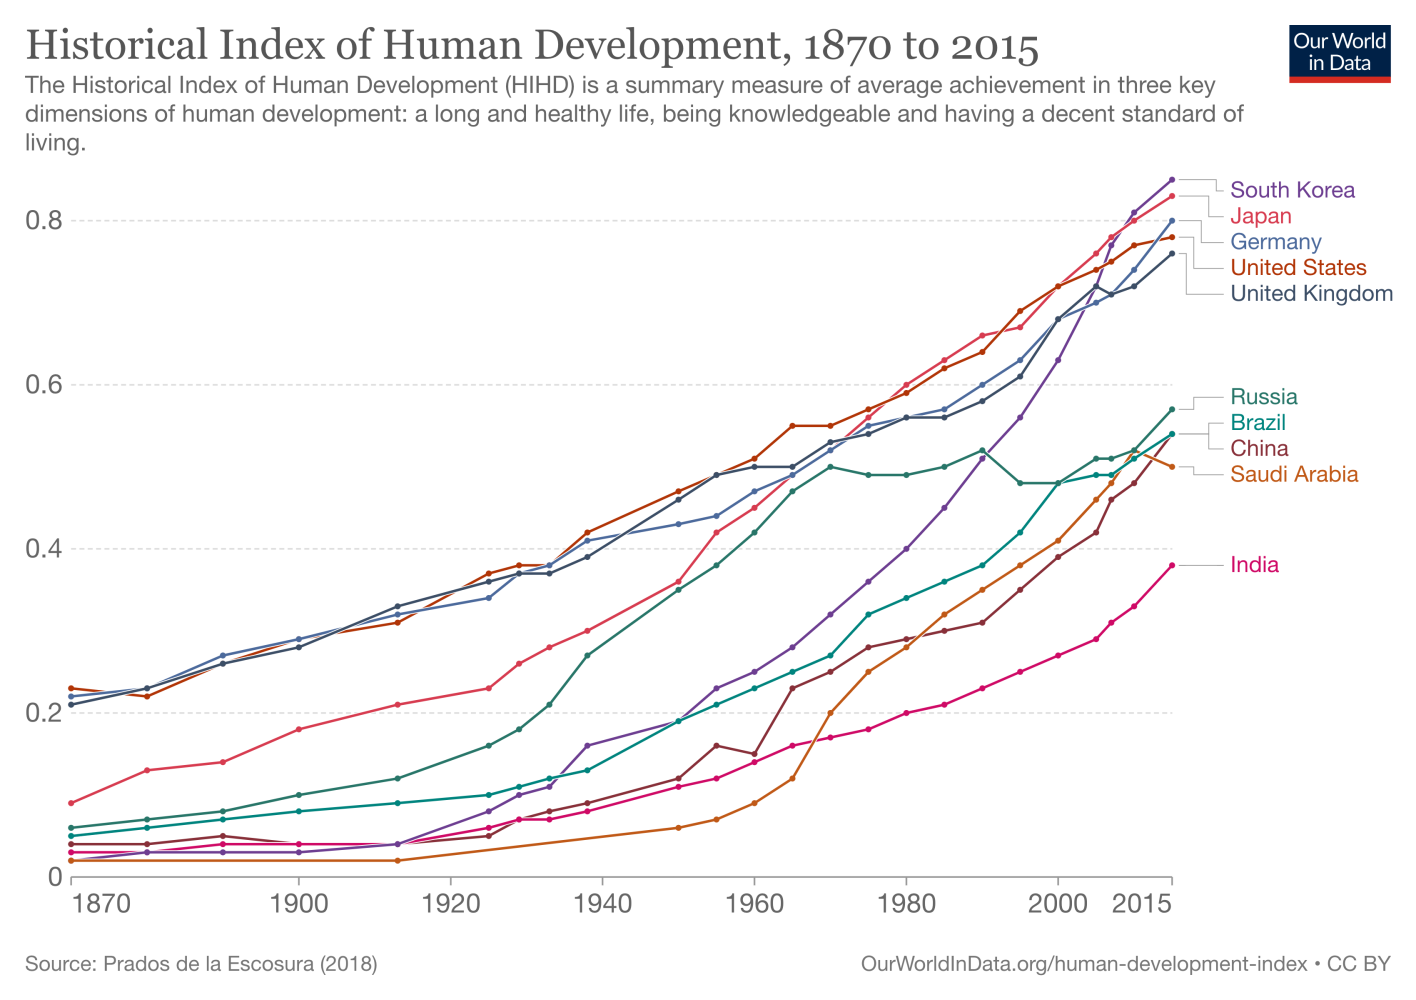 Historical Index of Human Development, 1870 to 2015
Our World
in Data
The Historical Index of Human Development (HIHD) is a summary measure of average achievement in three key
dimensions of human development: a long and healthy life, being knowledgeable and having a decent standard of
living.
South Korea
Japan
Germany
United States
United Kingdom
Russia
Brazil
China
Saudi Arabia
India
0.8
0.6
0.4
0.2
0
1870 1900 1920 1940 1960 1980 2000 2015
Source: Prados de la Escosura (2018)
OurWorldInData.org/human-development-index • CC BY